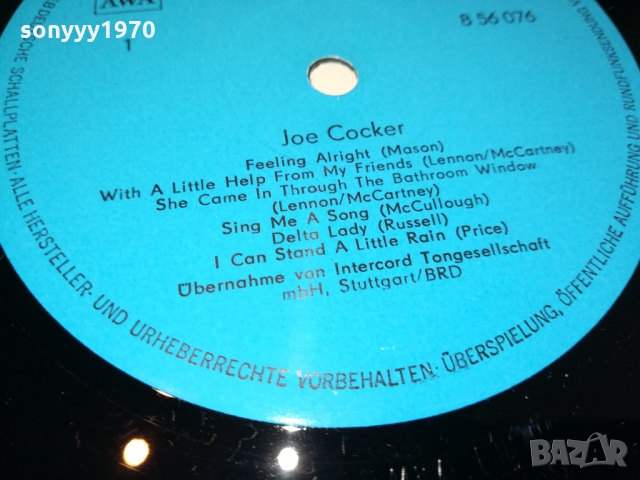 sonyyy1970
AWA
8 56 076
1
Joe Cocker
Feeling Alright (Mason)
With A Little Help From My Friends (Lennon/McCartney)
She Came In Through The Bathroom Window
(Lennon/McCartney)
Sing Me A Song (McCullough)
Delta Lady (Russell)
I Can Stand A Little Rain (Price)
Übernahme von Intercord Tongesellschaft
mbH, Stuttgart/BRD
DEUTSCHE SCHALLPLATTEN·ALLE HERSTELLER- UND URHEBERRECHTE VORBEHALTEN· ÜBERSPIELUNG, ÖFFENTLICHE AUFFÜHRUNG UND RUNDFUNKSENDUNG
BAZAR